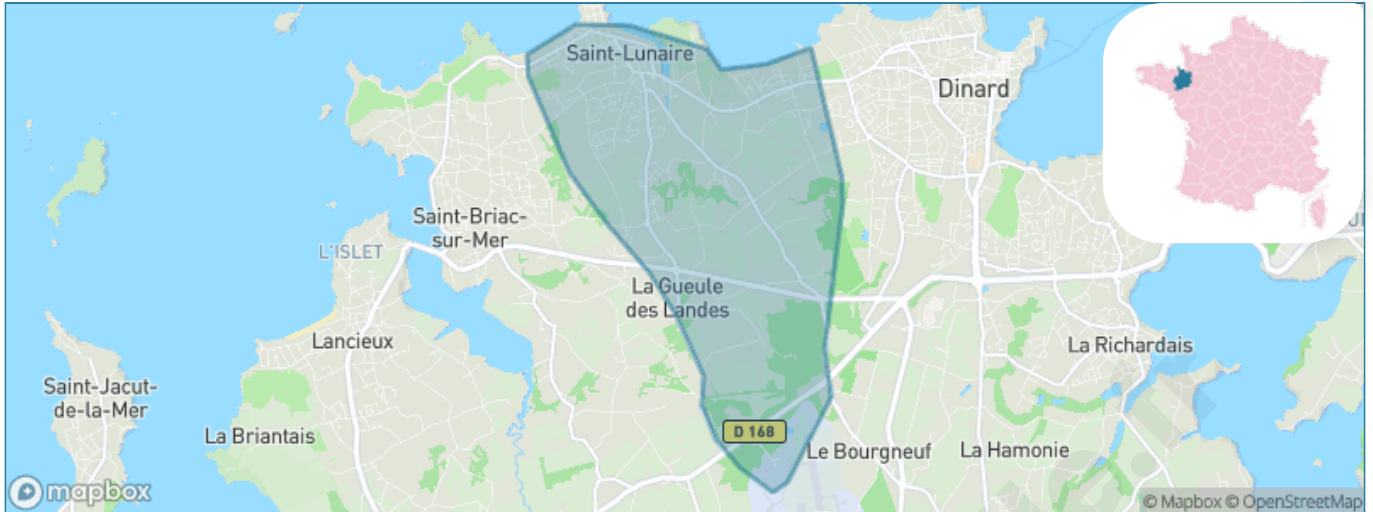 Saint-Lunaire
Dinard
Saint-Briac-
sur-Mer
L'ISLET
La Gueule
des Landes
Lancieux
La Richardais
Saint-Jacut-
de-la-Mer
La Briantais
D 168
Le Bourgneuf
La Hamonie
mapbox
© Mapbox © OpenStreetMap